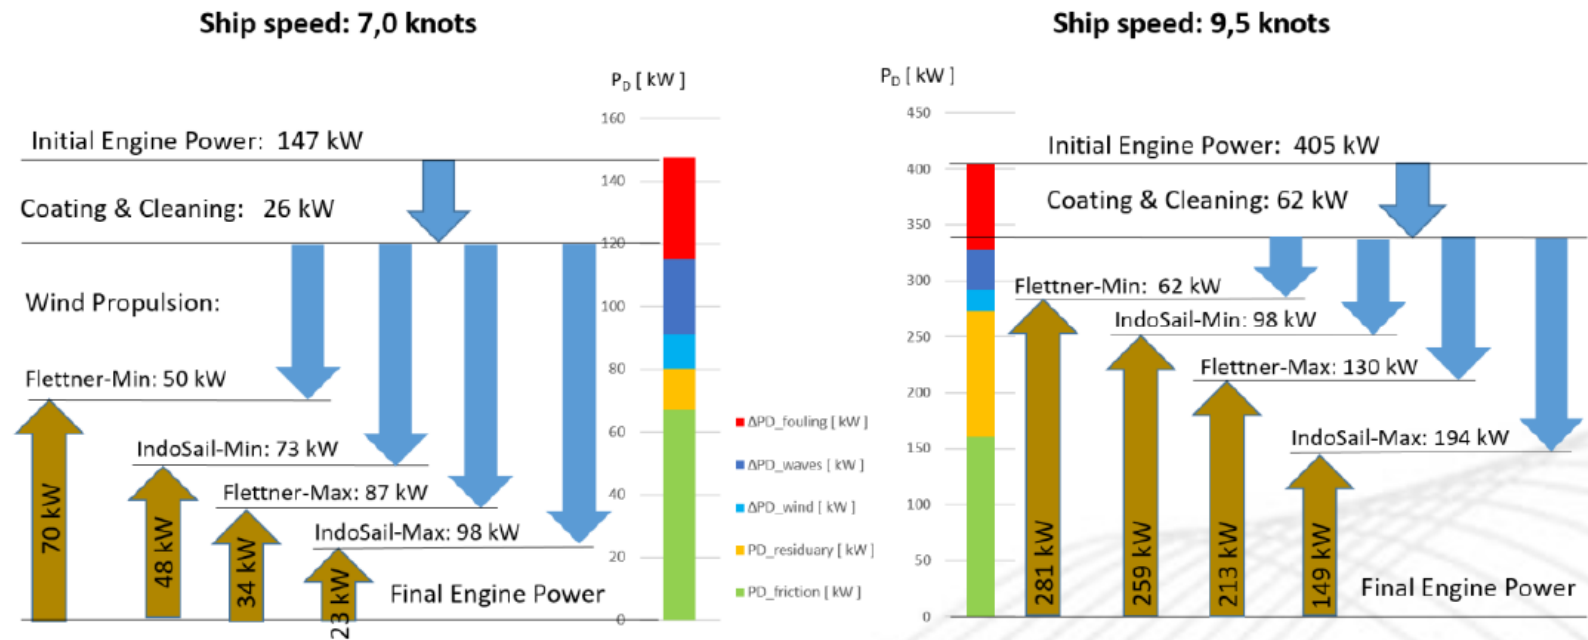 Ship speed: 7,0 knots
P_D [ kW ]
160
140
120
100
80
60
40
20
0
Initial Engine Power: 147 kW
Coating & Cleaning: 26 kW
Wind Propulsion:
Flettner-Min: 50 kW
IndoSail-Min: 73 kW
Flettner-Max: 87 kW
IndoSail-Max: 98 kW
70 kW
48 kW
34 kW
23 kW
Final Engine Power
ΔPD_fouling [ kW ]
ΔPD_waves [ kW ]
ΔPD_wind [ kW ]
PD_residuary [ kW ]
PD_friction [ kW ]
Ship speed: 9,5 knots
P_D [ kW ]
450
400
350
300
250
200
150
100
50
0
Initial Engine Power: 405 kW
Coating & Cleaning: 62 kW
Flettner-Min: 62 kW
IndoSail-Min: 98 kW
Flettner-Max: 130 kW
IndoSail-Max: 194 kW
281 kW
259 kW
213 kW
149 kW
Final Engine Power